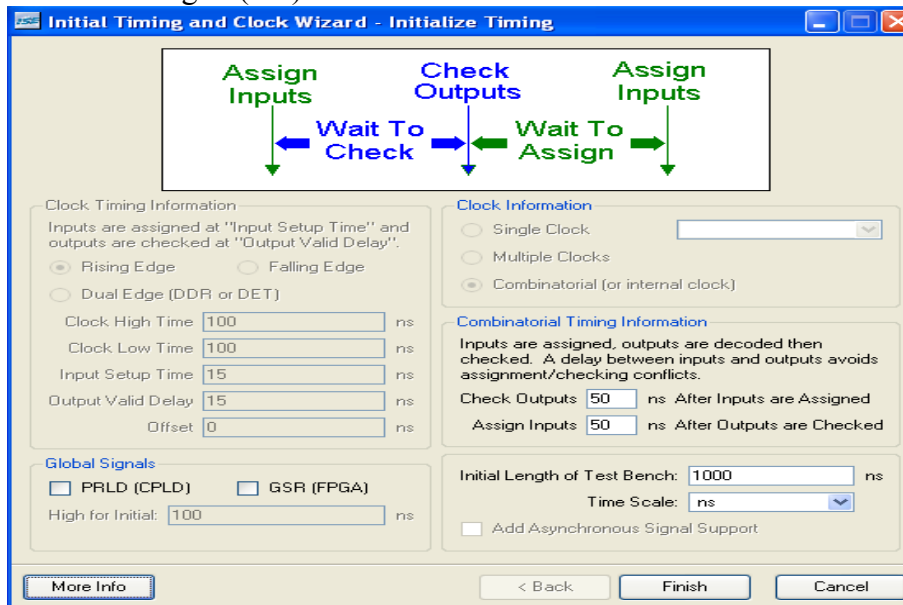 Initial Timing and Clock Wizard - Initialize Timing
Assign Inputs
Check Outputs
Assign Inputs
Wait To Check
Wait To Assign
Clock Timing Information
Inputs are assigned at "Input Setup Time" and
outputs are checked at "Output Valid Delay".
Rising Edge Falling Edge
Dual Edge (DDR or DET)
Clock High Time 100 ns
Clock Low Time 100 ns
Input Setup Time 15 ns
Output Valid Delay 15 ns
Offset 0 ns
Global Signals
PRLD (CPLD) GSR (FPGA)
High for Initial: 100 ns
Clock Information
Single Clock
Multiple Clocks
Combinatorial (or internal clock)
Combinatorial Timing Information
Inputs are assigned, outputs are decoded then
checked. A delay between inputs and outputs avoids
assignment/checking conflicts.
Check Outputs 50 ns After Inputs are Assigned
Assign Inputs 50 ns After Outputs are Checked
Initial Length of Test Bench: 1000 ns
Time Scale: ns
Add Asynchronous Signal Support
More Info < Back Finish Cancel